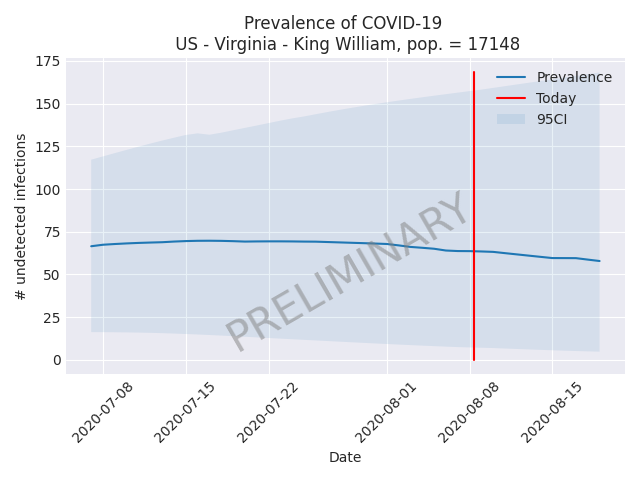 Prevalence of COVID-19
US - Virginia - King William, pop. = 17148
175
150
125
100
75
50
25
0
# undetected infections
Prevalence
Today
95CI
PRELIMINARY
2020-07-08
2020-07-15
2020-07-22
2020-08-01
2020-08-08
2020-08-15
Date